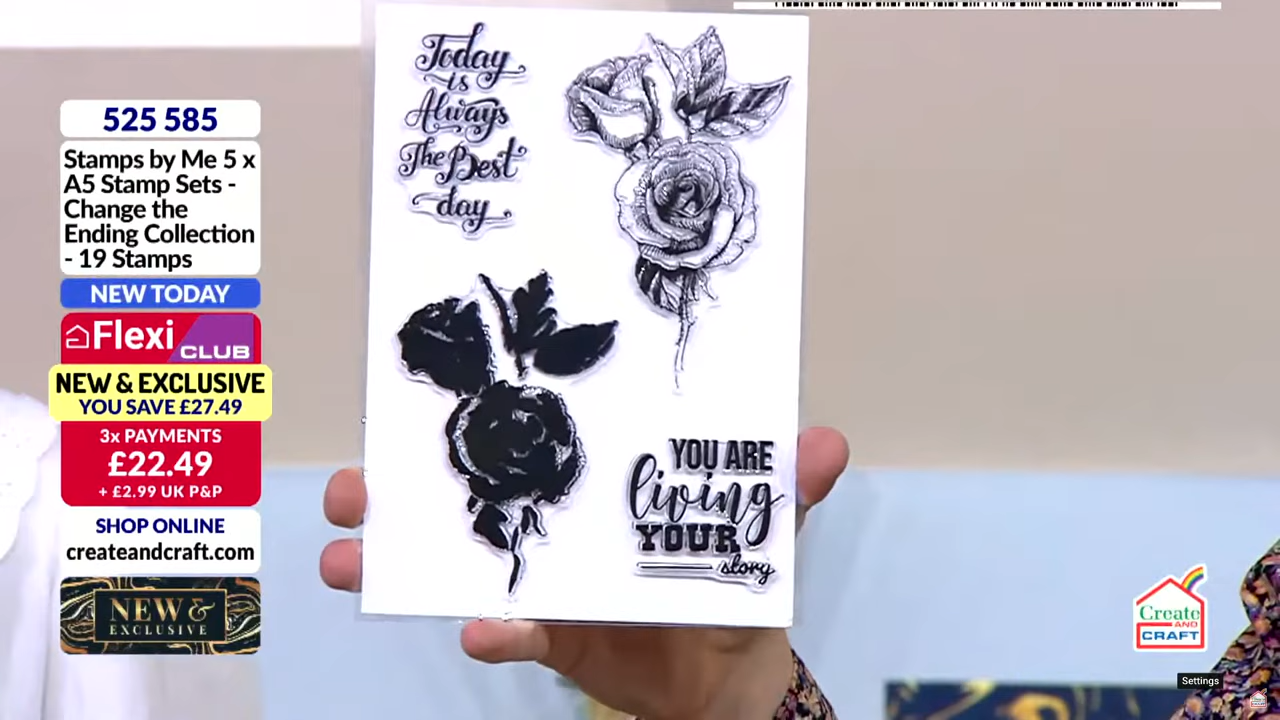 525 585
Stamps by Me 5 x
A5 Stamp Sets -
Change the
Ending Collection
- 19 Stamps
NEW TODAY
Flexi
CLUB
NEW & EXCLUSIVE
YOU SAVE £27.49
3x PAYMENTS
£22.49
+ £2.99 UK P&P
SHOP ONLINE
createandcraft.com
NEW &
EXCLUSIVE
Today
is
Always
The Best
day
YOU ARE
living
YOUR
story
Create
AND
CRAFT
Settings